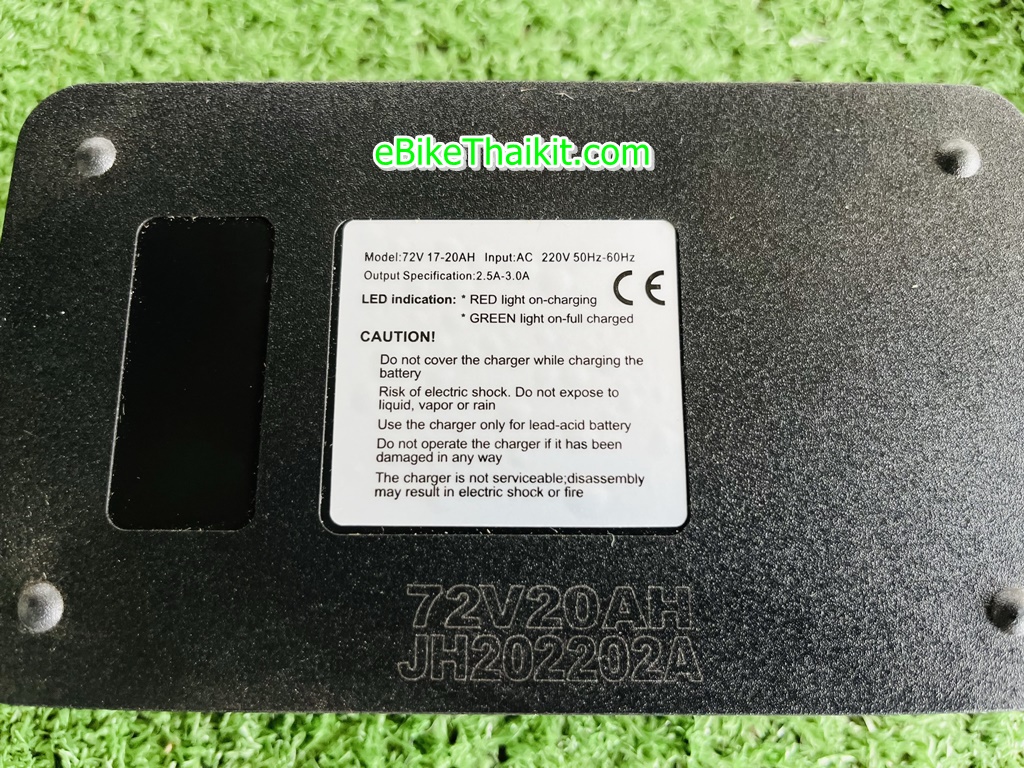 eBikeThaikit.com
Model:72V 17-20AH Input:AC 220V 50Hz-60Hz
Output Specification:2.5A-3.0A
CE
LED indication: * RED light on-charging
* GREEN light on-full charged
CAUTION!
Do not cover the charger while charging the
battery
Risk of electric shock. Do not expose to
liquid, vapor or rain
Use the charger only for lead-acid battery
Do not operate the charger if it has been
damaged in any way
The charger is not serviceable;disassembly
may result in electric shock or fire
72V20AH
JH202202A